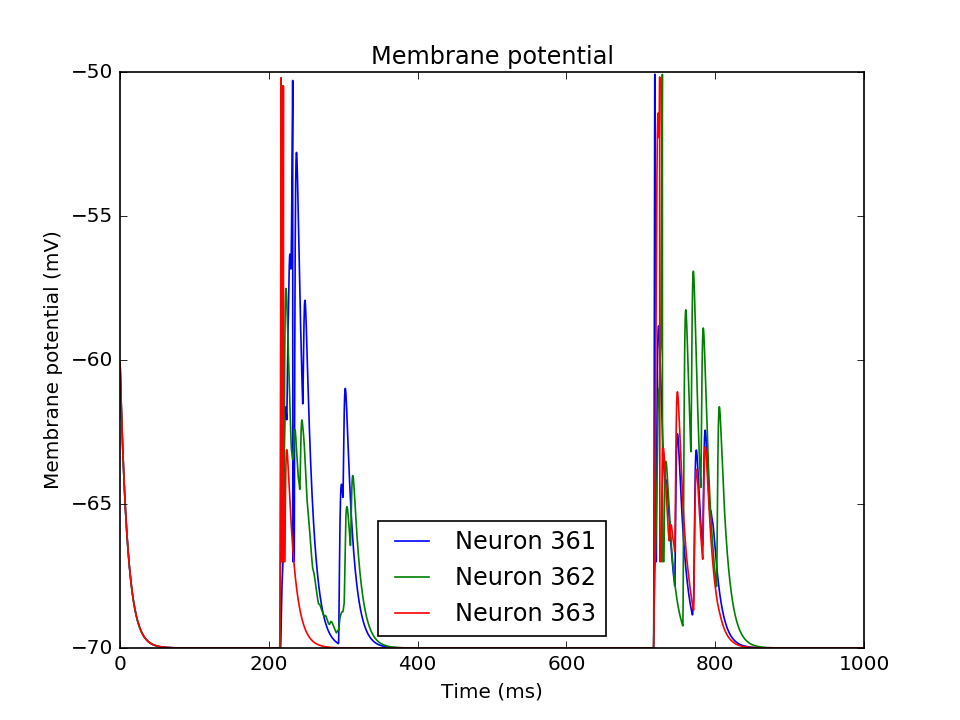 Membrane potential
−50
−55
−60
−65
−70
Membrane potential (mV)
Neuron 361
Neuron 362
Neuron 363
0 200 400 600 800 1000
Time (ms)